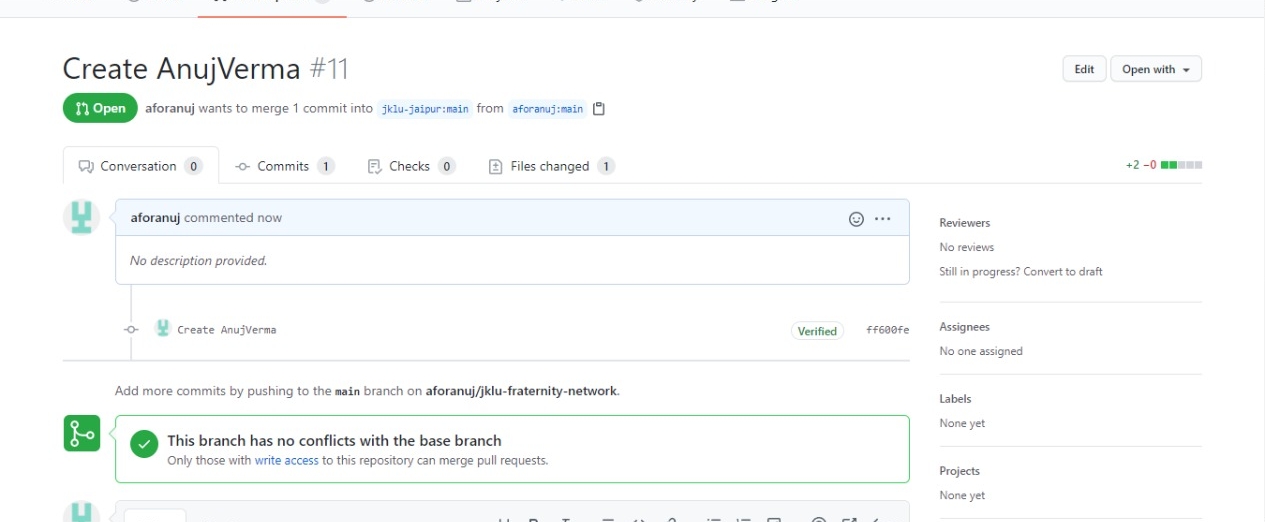 Create AnujVerma #11
Edit
Open with
Open
aforanuj wants to merge 1 commit into jklu-jaipur:main from aforanuj:main
Conversation 0
Commits 1
Checks 0
Files changed 1
+2 −0
aforanuj commented now
No description provided.
Create AnujVerma
Verified
ff600fe
Add more commits by pushing to the main branch on aforanuj/jklu-fraternity-network.
This branch has no conflicts with the base branch
Only those with write access to this repository can merge pull requests.
Reviewers
No reviews
Still in progress? Convert to draft
Assignees
No one assigned
Labels
None yet
Projects
None yet